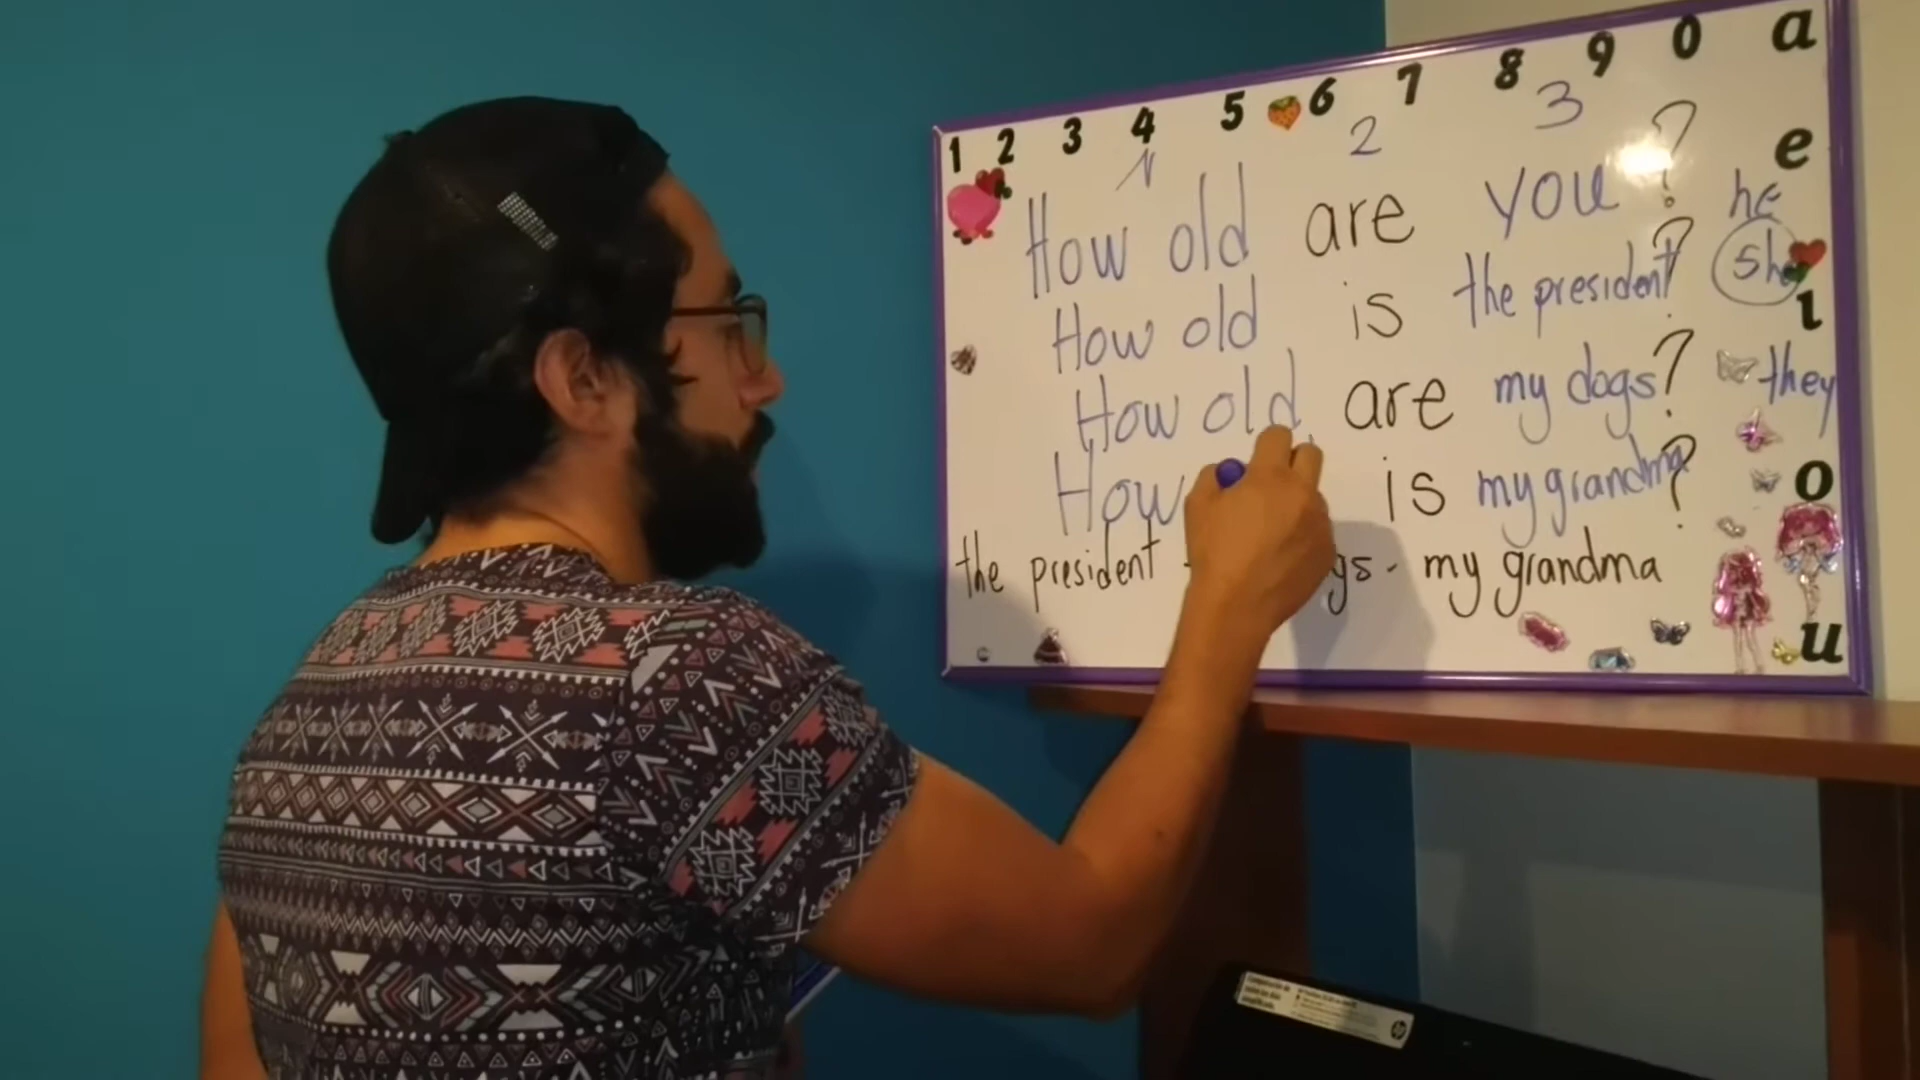 1 2 3 4 5 6 7 8 9 0 a
1 2 3
e
How old are you ?
he
How old is the president ?
she
i
How old are my dogs ?
they
How is my grandma ?
o
the president - - my grandma
u
hp